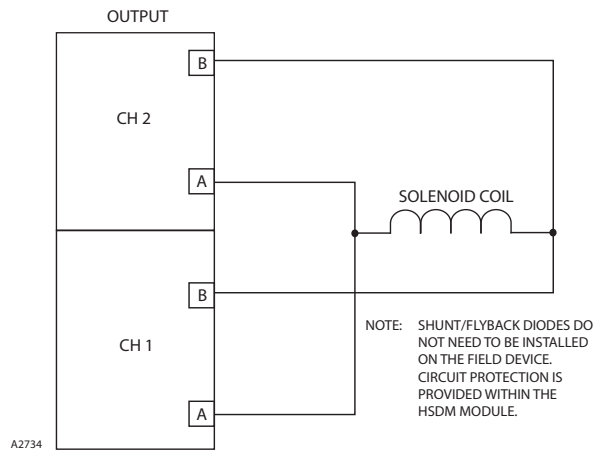 OUTPUT
B
CH 2
A
SOLENOID COIL
B
NOTE: SHUNT/FLYBACK DIODES DO
NOT NEED TO BE INSTALLED
ON THE FIELD DEVICE.
CIRCUIT PROTECTION IS
PROVIDED WITHIN THE
HSDM MODULE.
CH 1
A
A2734